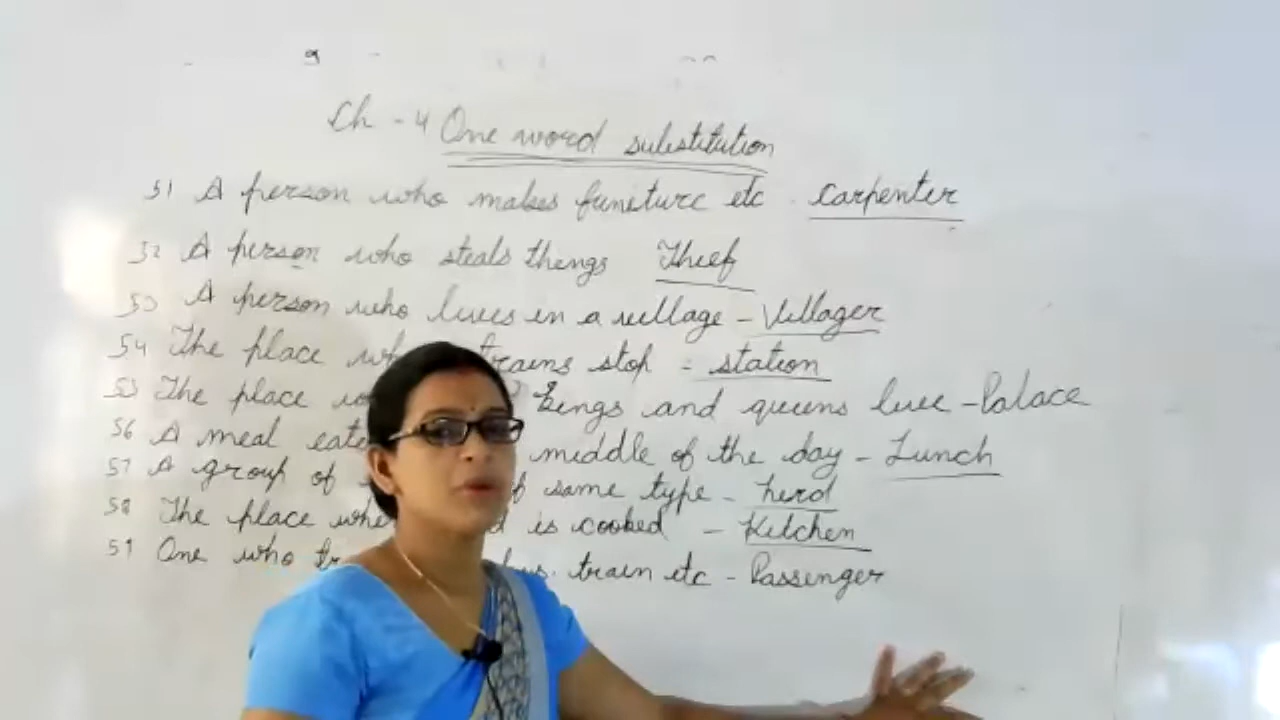 Ch - 4 One word substitution
51 A person who makes funiture etc - Carpenter
52 A person who steals things Thief
53 A person who lives in a village - Villager
54 The place trains stop = station
55 The place kings and queens live - Palace
56 A meal middle of the day - Lunch
57 A group of same type - herd
58 The place is cooked - Kitchen
59 One who train etc - Passenger